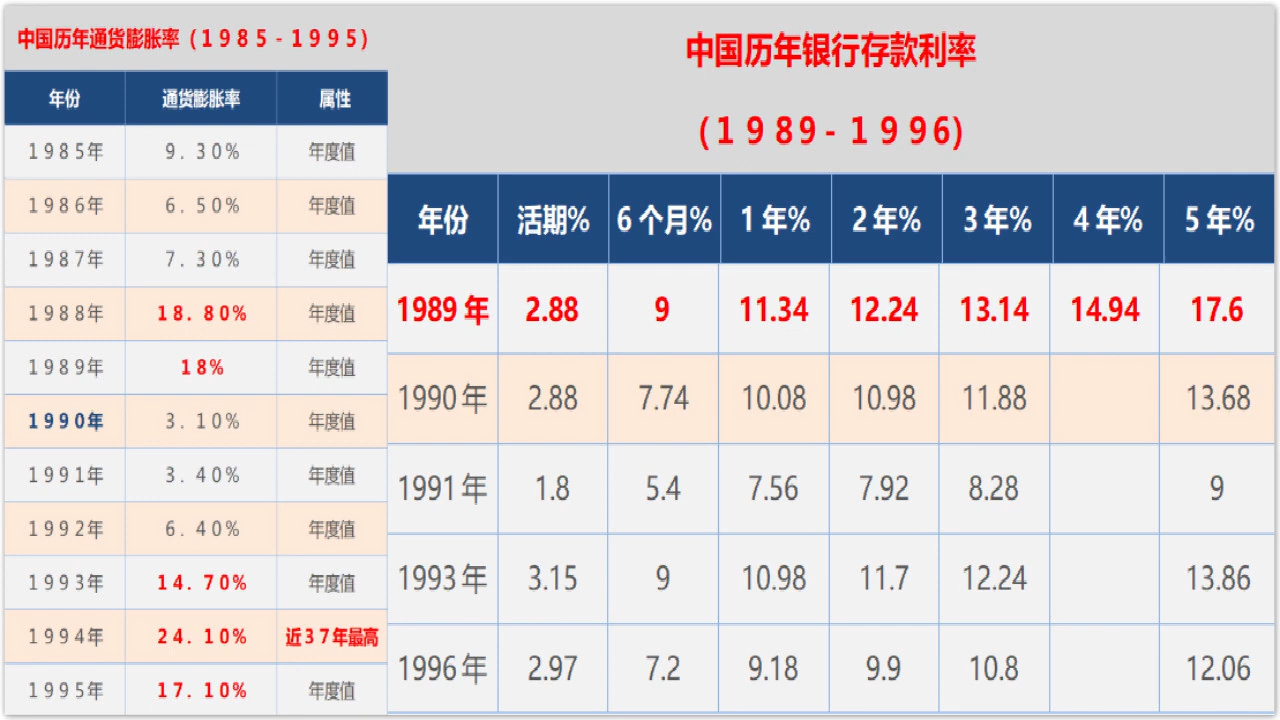 中国历年通货膨胀率(1985-1995)
年份 通货膨胀率 属性
1985年 9.30% 年度值
1986年 6.50% 年度值
1987年 7.30% 年度值
1988年 18.80% 年度值
1989年 18% 年度值
1990年 3.10% 年度值
1991年 3.40% 年度值
1992年 6.40% 年度值
1993年 14.70% 年度值
1994年 24.10% 近37年最高
1995年 17.10% 年度值
中国历年银行存款利率
(1989-1996)
年份 活期% 6个月% 1年% 2年% 3年% 4年% 5年%
1989年 2.88 9 11.34 12.24 13.14 14.94 17.6
1990年 2.88 7.74 10.08 10.98 11.88 13.68
1991年 1.8 5.4 7.56 7.92 8.28 9
1993年 3.15 9 10.98 11.7 12.24 13.86
1996年 2.97 7.2 9.18 9.9 10.8 12.06